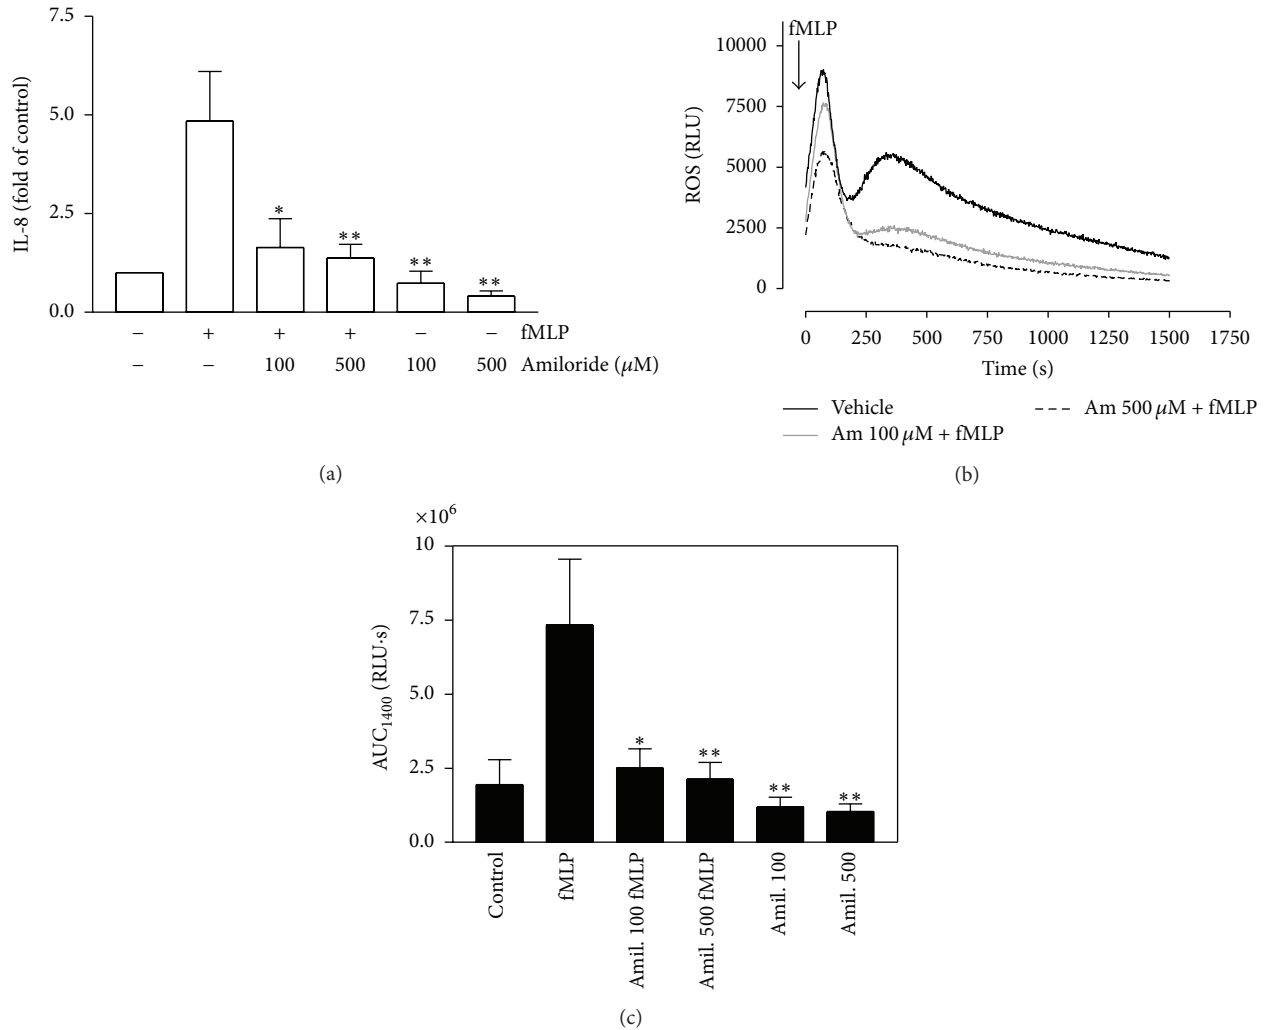 7.5
5.0
2.5
0.0
IL-8 (fold of control)
*
**
**
**
− + + + − − fMLP
− − 100 500 100 500 Amiloride (μM)
(a)
fMLP
10000
7500
5000
2500
0
ROS (RLU)
0 250 500 750 1000 1250 1500 1750
Time (s)
Vehicle
Am 100 μM + fMLP
Am 500 μM + fMLP
(b)
×10⁶
10
7.5
5.0
2.5
0.0
AUC₁₄₀₀ (RLU·s)
*
**
**
**
Control
fMLP
Amil. 100 fMLP
Amil. 500 fMLP
Amil. 100
Amil. 500
(c)